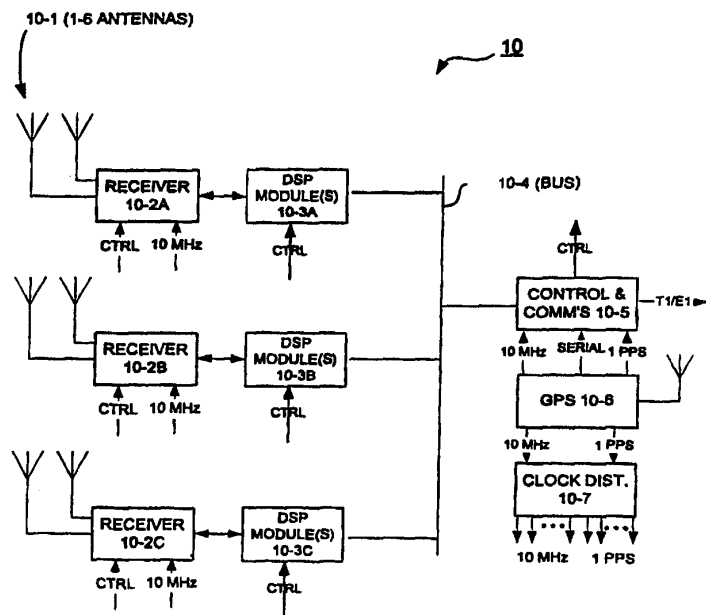 10-1 (1-6 ANTENNAS)
10
RECEIVER
10-2A
DSP
MODULE(S)
10-3A
10-4 (BUS)
CTRL
10 MHz
CTRL
CTRL
CONTROL &
COMM'S 10-5
T1/E1
RECEIVER
10-2B
DSP
MODULE(S)
10-3B
10 MHz
SERIAL
1 PPS
GPS 10-6
CTRL
10 MHz
CTRL
10 MHz
1 PPS
CLOCK DIST.
10-7
RECEIVER
10-2C
DSP
MODULE(S)
10-3C
10 MHz
1 PPS
CTRL
10 MHz
CTRL